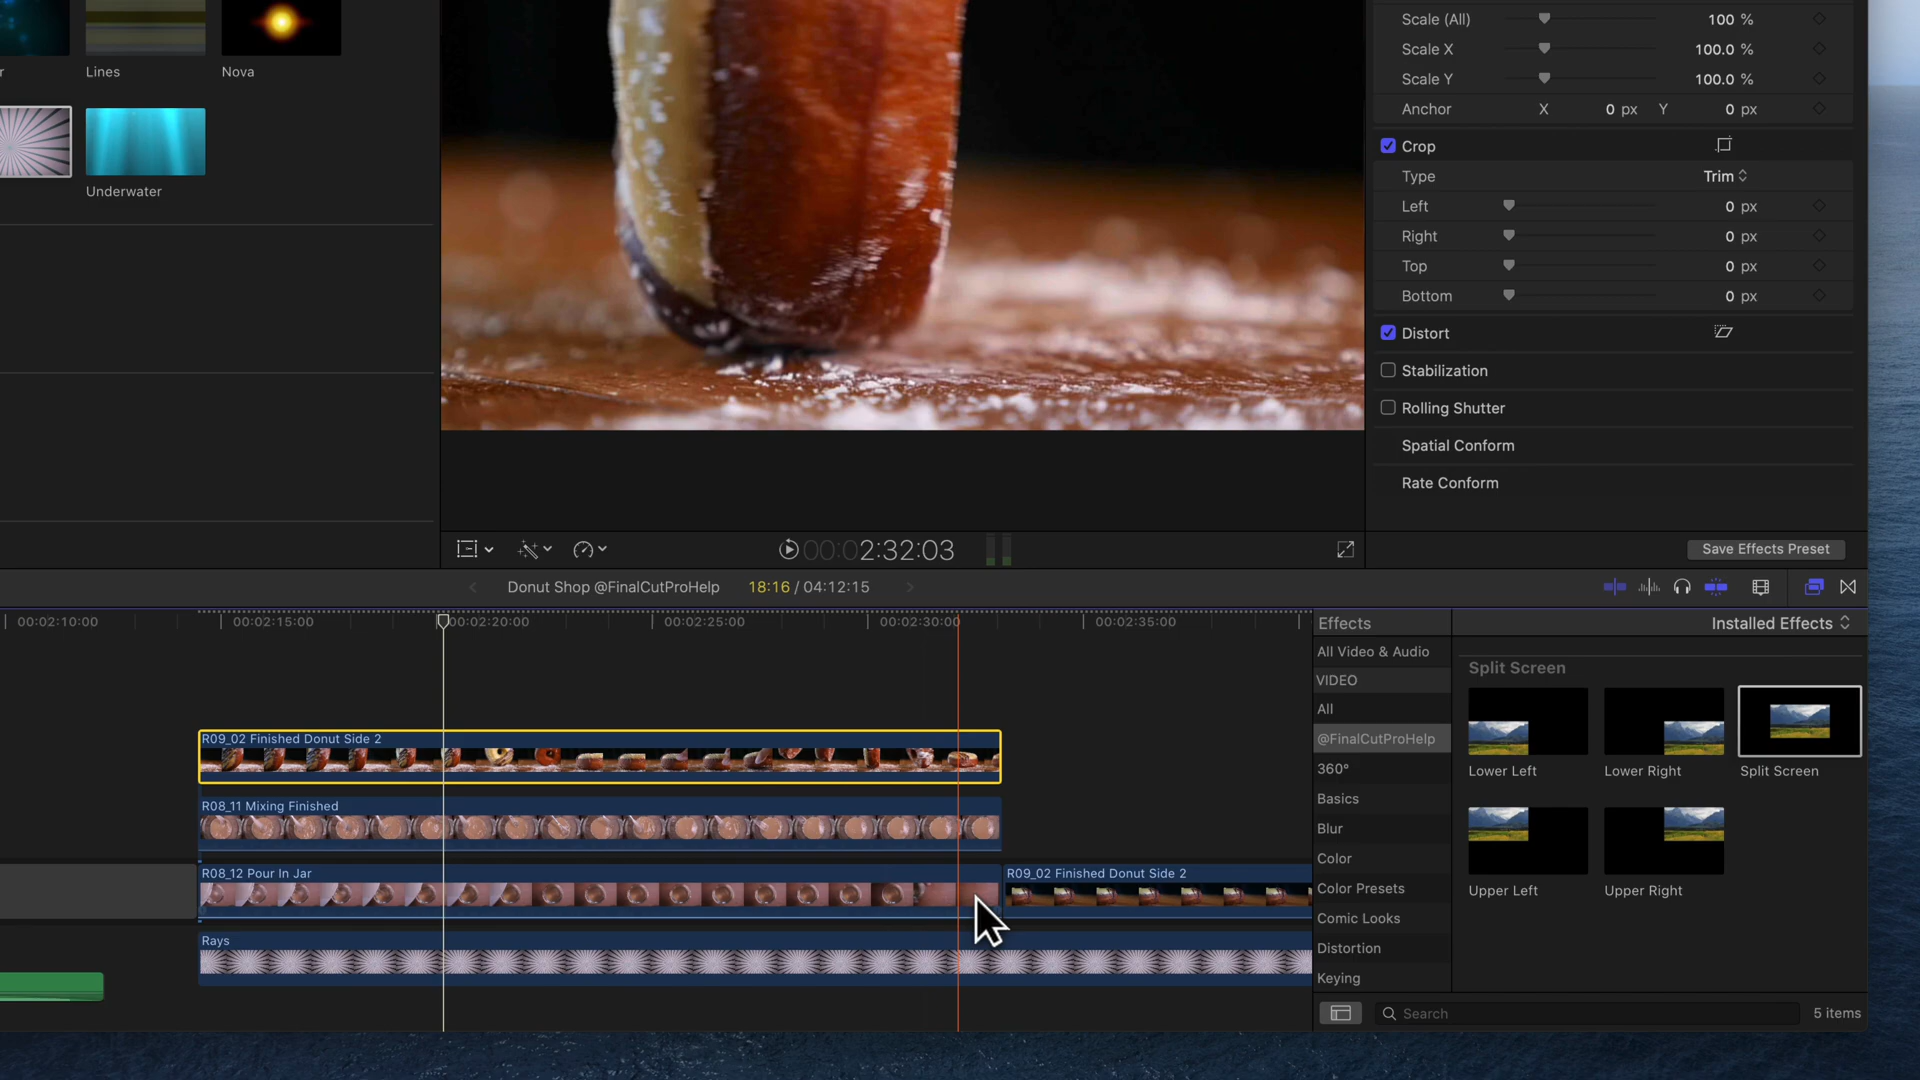 r
Lines
Nova
Underwater
Scale (All) 100 %
Scale X 100.0 %
Scale Y 100.0 %
Anchor X 0 px Y 0 px
Crop
Type Trim
Left 0 px
Right 0 px
Top 0 px
Bottom 0 px
Distort
Stabilization
Rolling Shutter
Spatial Conform
Rate Conform
00:02:32:03
Save Effects Preset
Donut Shop @FinalCutProHelp 18:16 / 04:12:15
00:02:10:00 00:02:15:00 00:02:20:00 00:02:25:00 00:02:30:00 00:02:35:00
R09_02 Finished Donut Side 2
R08_11 Mixing Finished
R08_12 Pour In Jar
R09_02 Finished Donut Side 2
Rays
Effects
Installed Effects
All Video & Audio
VIDEO
All
@FinalCutProHelp
360°
Basics
Blur
Color
Color Presets
Comic Looks
Distortion
Keying
Split Screen
Lower Left
Lower Right
Split Screen
Upper Left
Upper Right
Search
5 items